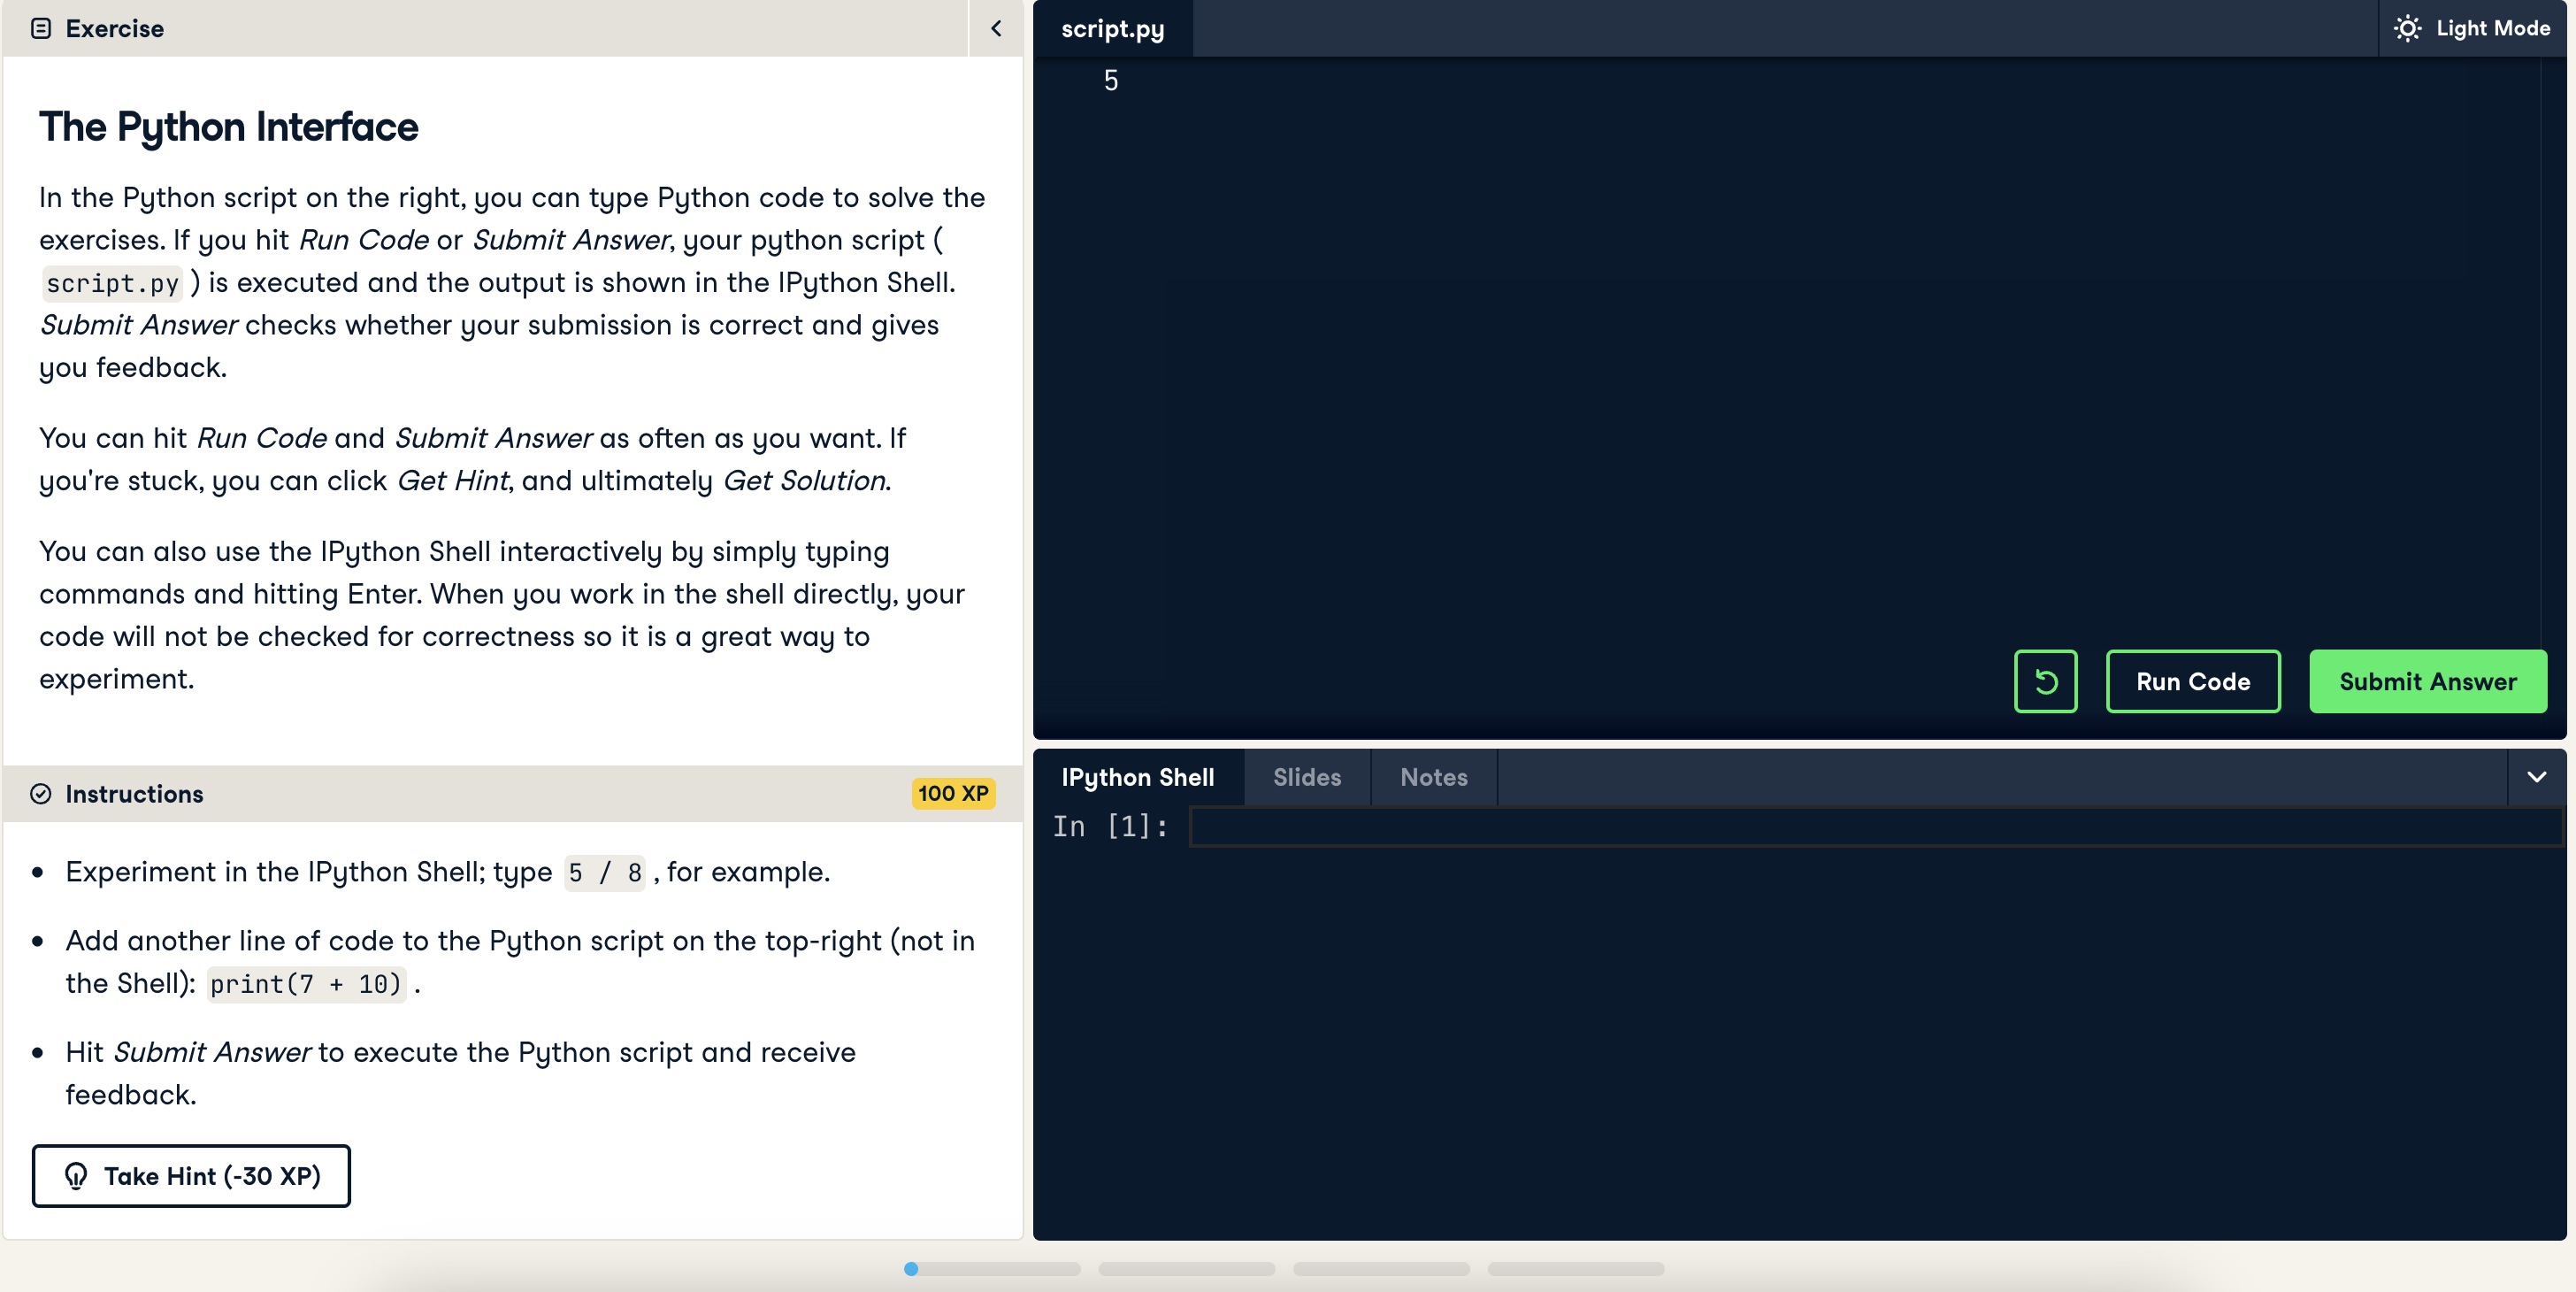 Exercise
The Python Interface
In the Python script on the right, you can type Python code to solve the
exercises. If you hit Run Code or Submit Answer, your python script (
script.py ) is executed and the output is shown in the IPython Shell.
Submit Answer checks whether your submission is correct and gives
you feedback.
You can hit Run Code and Submit Answer as often as you want. If
you're stuck, you can click Get Hint, and ultimately Get Solution.
You can also use the IPython Shell interactively by simply typing
commands and hitting Enter. When you work in the shell directly, your
code will not be checked for correctness so it is a great way to
experiment.
Instructions 100 XP
Experiment in the IPython Shell; type 5 / 8 , for example.
Add another line of code to the Python script on the top-right (not in
the Shell): print(7 + 10) .
Hit Submit Answer to execute the Python script and receive
feedback.
Take Hint (-30 XP)
script.py Light Mode
5
Run Code Submit Answer
IPython Shell Slides Notes
In [1]: